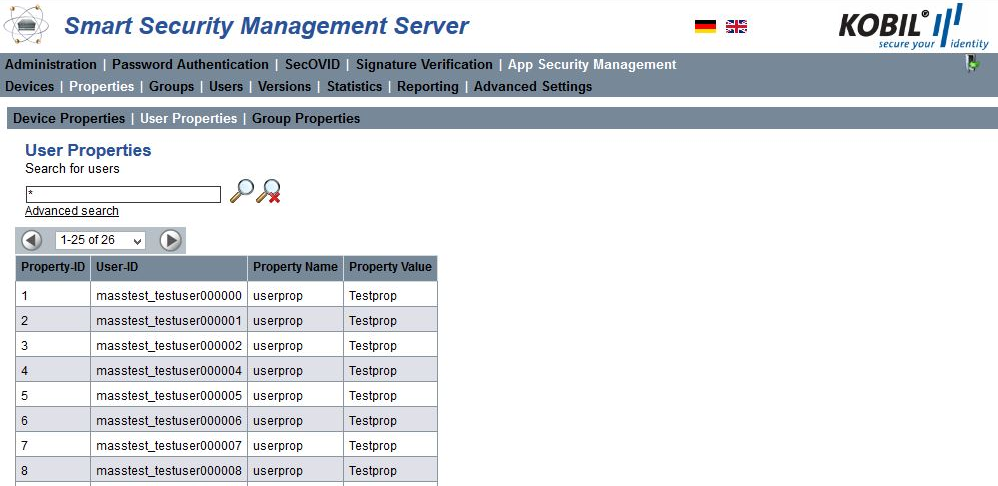 Smart Security Management Server
KOBIL®
secure your identity
Administration | Password Authentication | SecOVID | Signature Verification | App Security Management
Devices | Properties | Groups | Users | Versions | Statistics | Reporting | Advanced Settings
Device Properties | User Properties | Group Properties
User Properties
Search for users
*
Advanced search
1-25 of 26
Property-ID User-ID Property Name Property Value
1 masstest_testuser000000 userprop Testprop
2 masstest_testuser000001 userprop Testprop
3 masstest_testuser000002 userprop Testprop
4 masstest_testuser000004 userprop Testprop
5 masstest_testuser000005 userprop Testprop
6 masstest_testuser000006 userprop Testprop
7 masstest_testuser000007 userprop Testprop
8 masstest_testuser000008 userprop Testprop